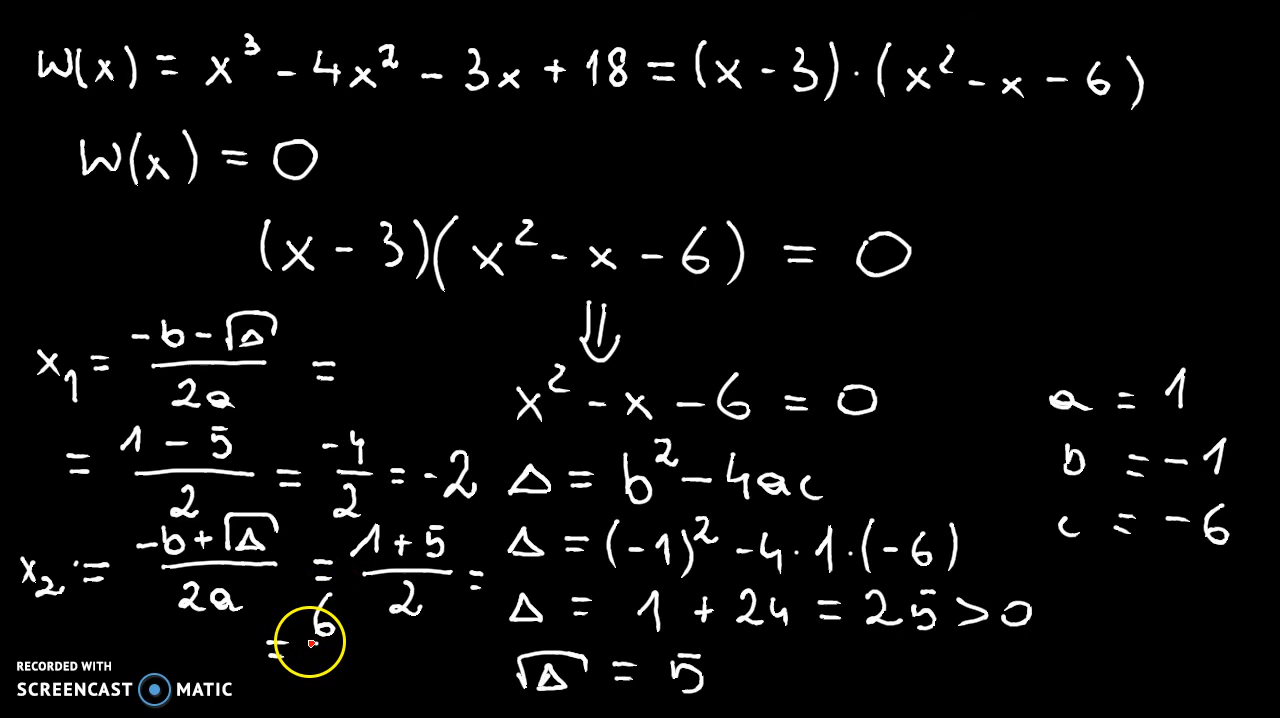 W(x) = x³ - 4x² - 3x + 18 = (x - 3) · (x² - x - 6)
W(x) = 0
(x - 3)(x² - x - 6) = 0
⇓
x₁ = (-b - √Δ)/(2a) =
= (1 - 5)/2 = -4/2 = -2
x₂ = (-b + √Δ)/(2a) = (1 + 5)/2 =
= 6
x² - x - 6 = 0
Δ = b² - 4ac
Δ = (-1)² - 4 · 1 · (-6)
Δ = 1 + 24 = 25 > 0
√Δ = 5
a = 1
b = -1
c = -6
RECORDED WITH
SCREENCAST MATIC